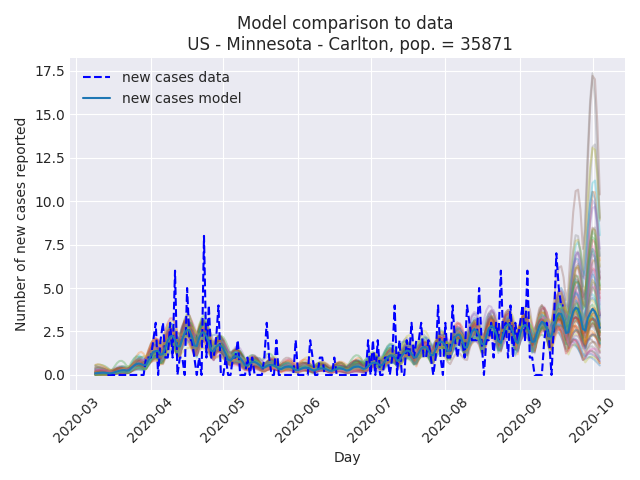 Model comparison to data
US - Minnesota - Carlton, pop. = 35871
Number of new cases reported
17.5
15.0
12.5
10.0
7.5
5.0
2.5
0.0
new cases data
new cases model
2020-03
2020-04
2020-05
2020-06
2020-07
2020-08
2020-09
2020-10
Day